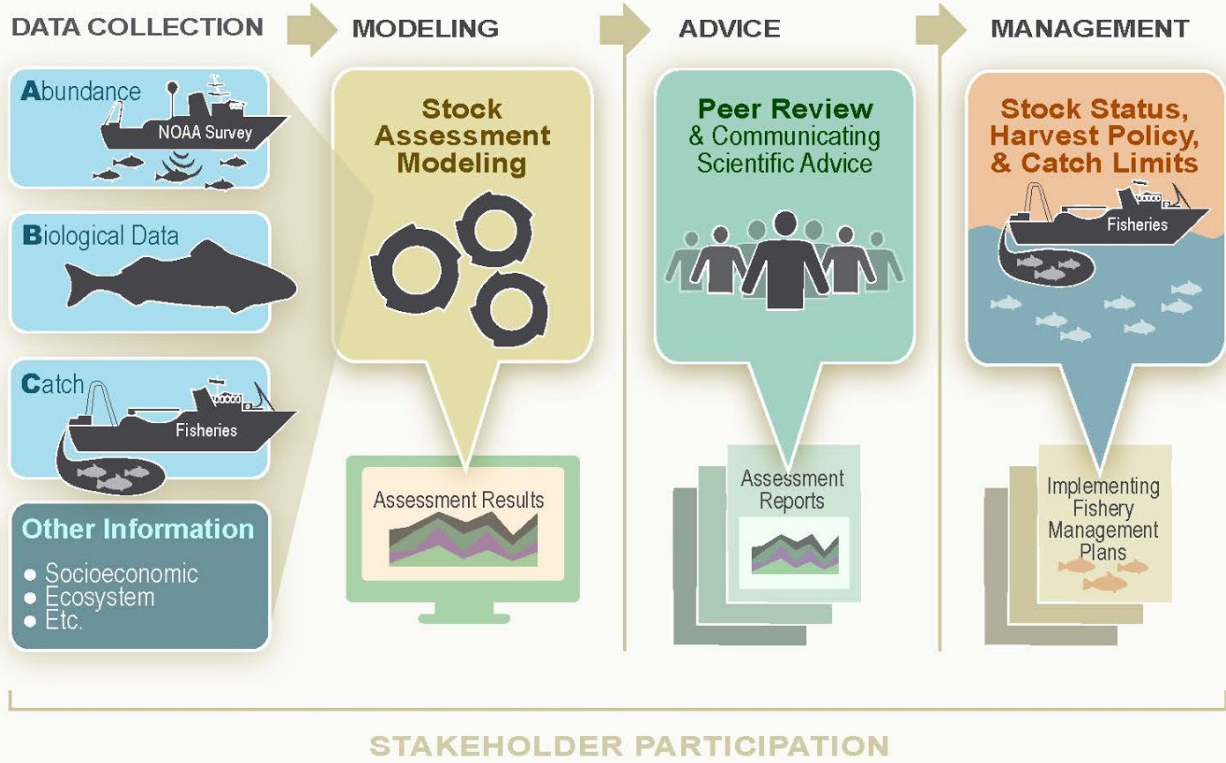 DATA COLLECTION
MODELING
ADVICE
MANAGEMENT
Abundance
NOAA Survey
Biological Data
Catch
Fisheries
Other Information
● Socioeconomic
● Ecosystem
● Etc.
Stock
Assessment
Modeling
Assessment Results
Peer Review
& Communicating
Scientific Advice
Assessment
Reports
Stock Status,
Harvest Policy,
& Catch Limits
Fisheries
Implementing
Fishery
Management
Plans
STAKEHOLDER PARTICIPATION